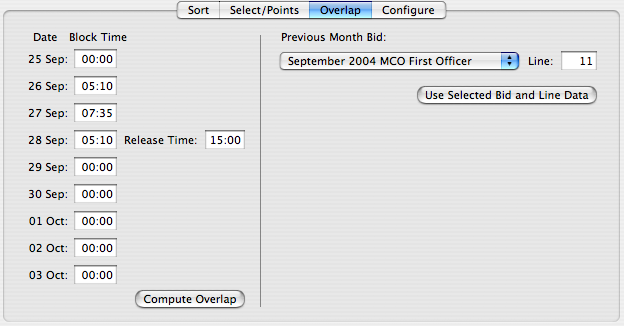 Sort Select/Points Overlap Configure
Date Block Time
25 Sep: 00:00
26 Sep: 05:10
27 Sep: 07:35
28 Sep: 05:10 Release Time: 15:00
29 Sep: 00:00
30 Sep: 00:00
01 Oct: 00:00
02 Oct: 00:00
03 Oct: 00:00
Compute Overlap
Previous Month Bid:
September 2004 MCO First Officer Line: 11
Use Selected Bid and Line Data